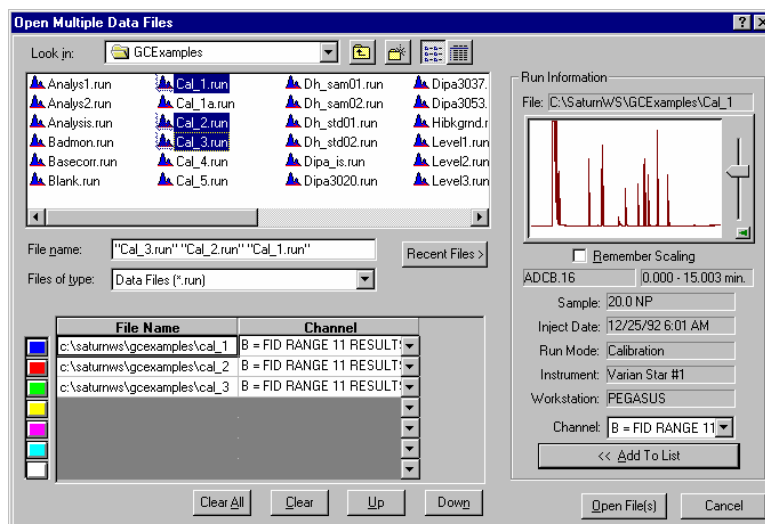 Open Multiple Data Files
Look in: GCExamples
Analys1.run Cal_1.run Dh_sam01.run Dipa3037.
Analys2.run Cal_1a.run Dh_sam02.run Dipa3053.
Analysis.run Cal_2.run Dh_std01.run Hibkgrnd.r
Badmon.run Cal_3.run Dh_std02.run Level1.run
Basecorr.run Cal_4.run Dipa_is.run Level2.run
Blank.run Cal_5.run Dipa3020.run Level3.run
File name: "Cal_3.run" "Cal_2.run" "Cal_1.run"
Recent Files >
Files of type: Data Files (*.run)
File Name Channel
c:\saturnws\gcexamples\cal_1 B = FID RANGE 11 RESULTS
c:\saturnws\gcexamples\cal_2 B = FID RANGE 11 RESULTS
c:\saturnws\gcexamples\cal_3 B = FID RANGE 11 RESULTS
Clear All Clear Up Down
Run Information
File: C:\SaturnWS\GCExamples\Cal_1
Remember Scaling
ADCB.16 0.000 - 15.003 min.
Sample: 20.0 NP
Inject Date: 12/25/92 6:01 AM
Run Mode: Calibration
Instrument: Varian Star #1
Workstation: PEGASUS
Channel: B = FID RANGE 11
<< Add To List
Open File(s) Cancel